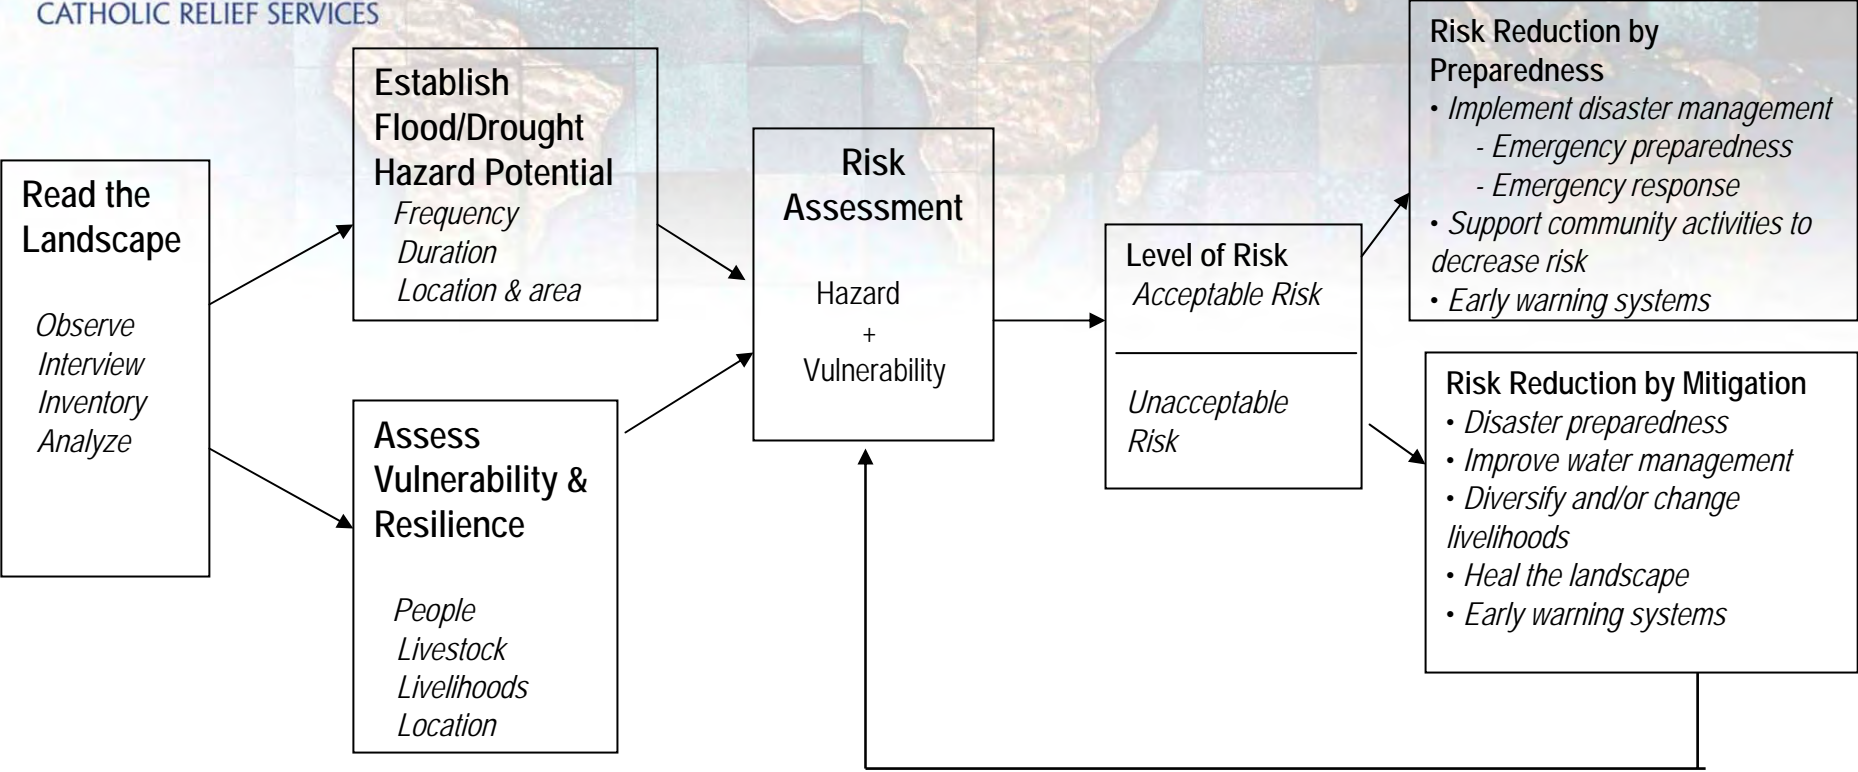 CATHOLIC RELIEF SERVICES
Read the
Landscape
Observe
Interview
Inventory
Analyze
Establish
Flood/Drought
Hazard Potential
Frequency
Duration
Location & area
Assess
Vulnerability &
Resilience
People
Livestock
Livelihoods
Location
Risk
Assessment
Hazard
+
Vulnerability
Level of Risk
Acceptable Risk
Unacceptable
Risk
Risk Reduction by
Preparedness
• Implement disaster management
- Emergency preparedness
- Emergency response
• Support community activities to
decrease risk
• Early warning systems
Risk Reduction by Mitigation
• Disaster preparedness
• Improve water management
• Diversify and/or change
livelihoods
• Heal the landscape
• Early warning systems